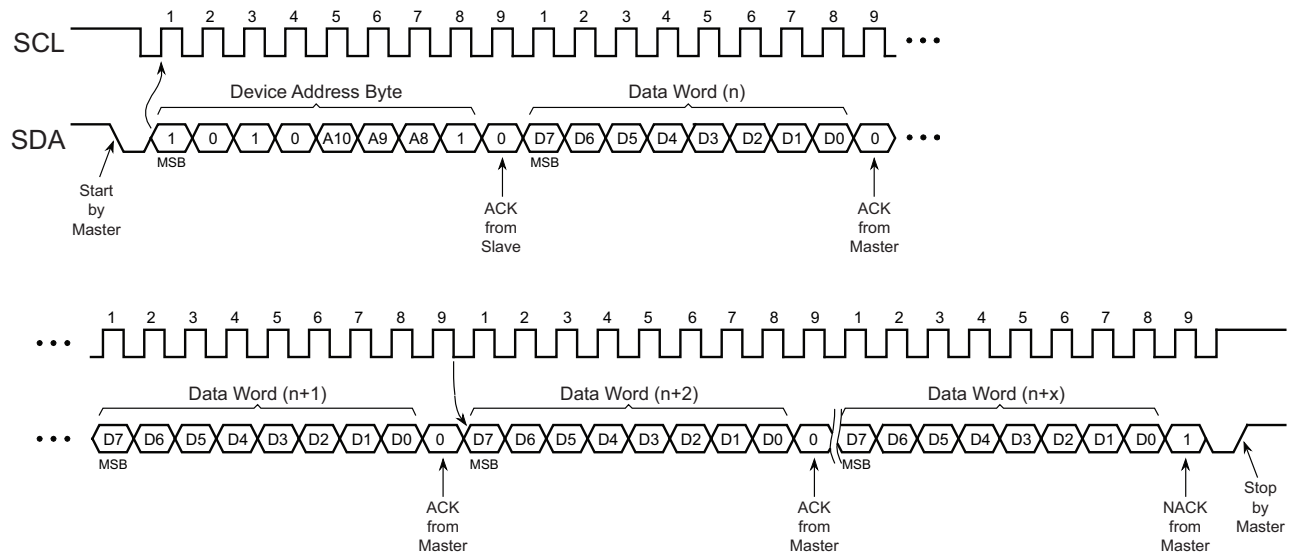 1 2 3 4 5 6 7 8 9 1 2 3 4 5 6 7 8 9
SCL
Device Address Byte Data Word (n)
SDA 1 0 1 0 A10 A9 A8 1 0 D7 D6 D5 D4 D3 D2 D1 D0 0
MSB MSB
Start
by
Master
ACK
from
Slave
ACK
from
Master
1 2 3 4 5 6 7 8 9 1 2 3 4 5 6 7 8 9 1 2 3 4 5 6 7 8 9
Data Word (n+1) Data Word (n+2) Data Word (n+x)
D7 D6 D5 D4 D3 D2 D1 D0 0 D7 D6 D5 D4 D3 D2 D1 D0 0 D7 D6 D5 D4 D3 D2 D1 D0 1
MSB MSB MSB
ACK
from
Master
ACK
from
Master
NACK
from
Master
Stop
by
Master